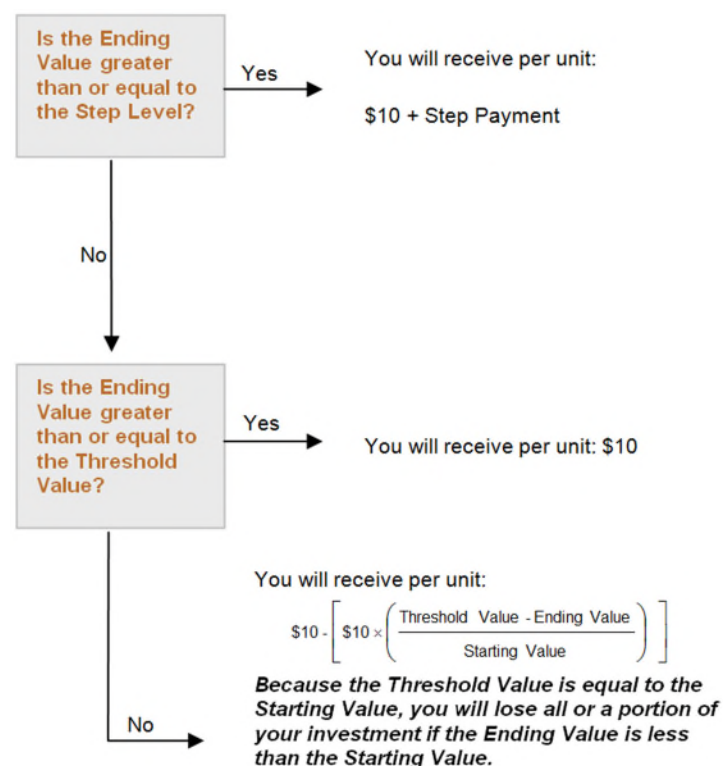 Is the Ending
Value greater
than or equal to
the Step Level?
Yes
You will receive per unit:
$10 + Step Payment
No
Is the Ending
Value greater
than or equal to
the Threshold
Value?
Yes
You will receive per unit: $10
You will receive per unit:
$10 - [ $10 × ( Threshold Value - Ending Value / Starting Value ) ]
Because the Threshold Value is equal to the
Starting Value, you will lose all or a portion of
your investment if the Ending Value is less
than the Starting Value.
No